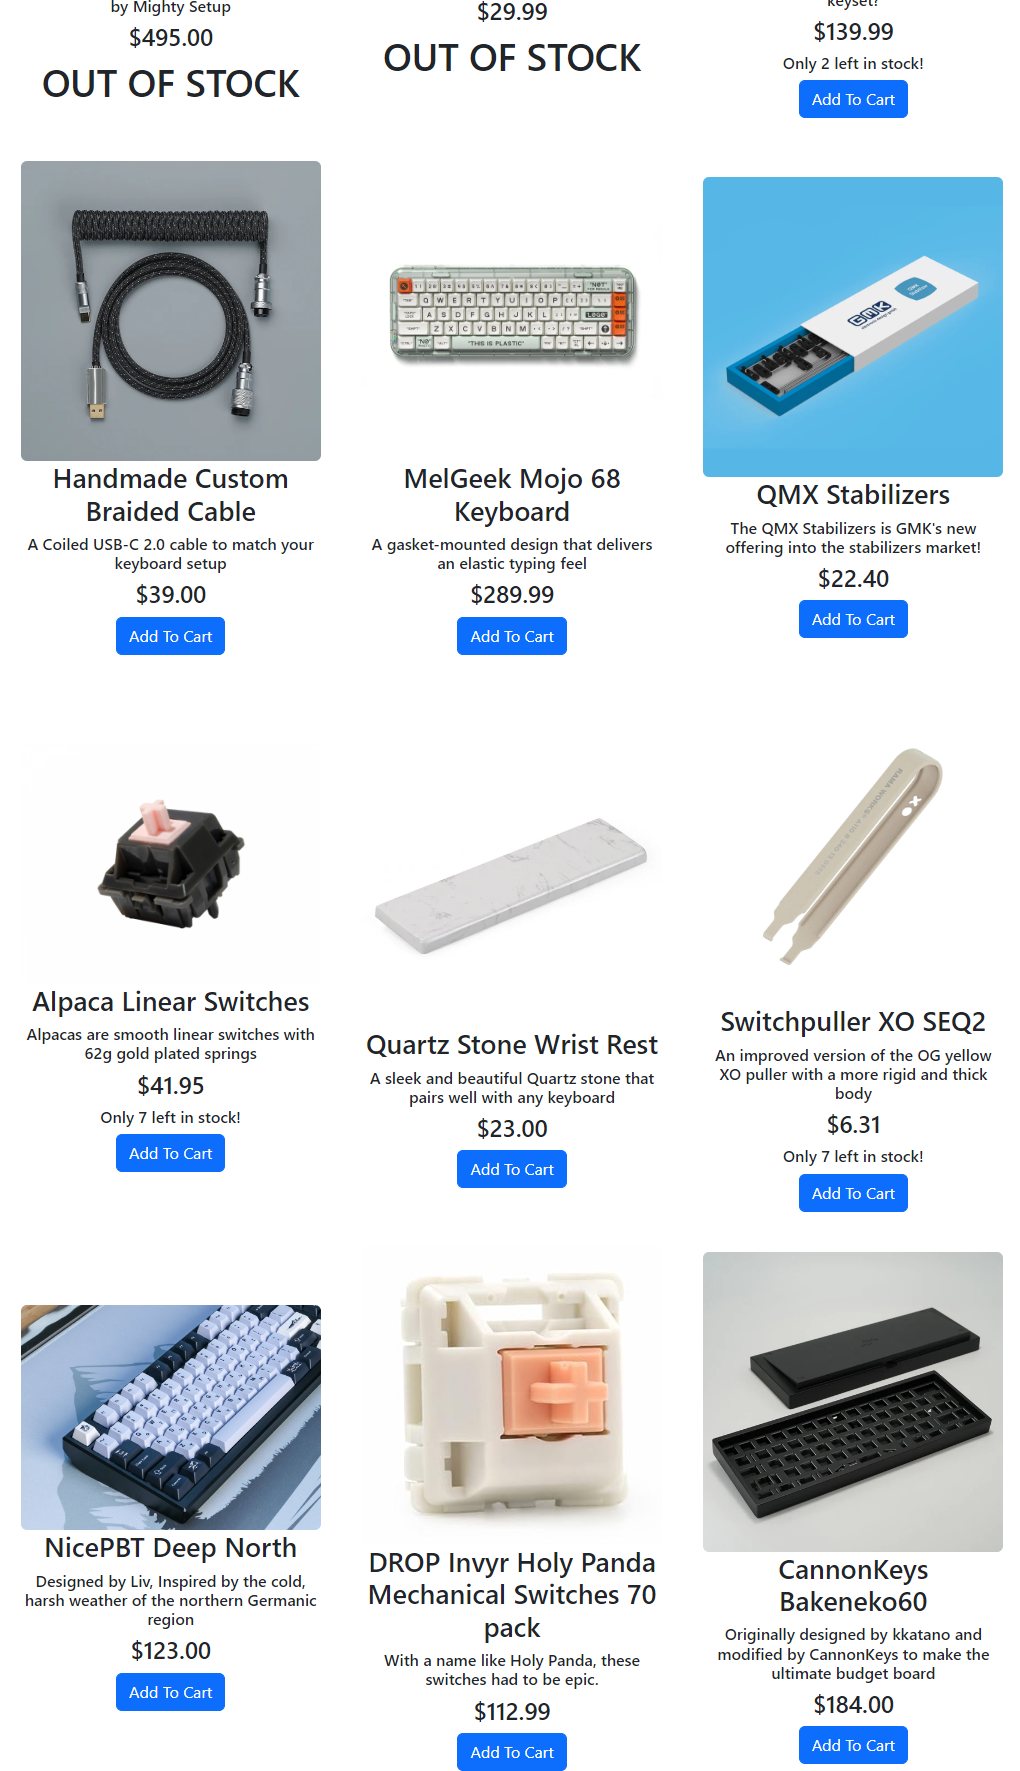 by Mighty Setup
$495.00
OUT OF STOCK
$29.99
OUT OF STOCK
keyset?
$139.99
Only 2 left in stock!
Add To Cart
Handmade Custom
Braided Cable
A Coiled USB-C 2.0 cable to match your
keyboard setup
$39.00
Add To Cart
"THIS IS PLASTIC"
MelGeek Mojo 68
Keyboard
A gasket-mounted design that delivers
an elastic typing feel
$289.99
Add To Cart
GMK
QMX Stabilizers
The QMX Stabilizers is GMK's new
offering into the stabilizers market!
$22.40
Add To Cart
Alpaca Linear Switches
Alpacas are smooth linear switches with
62g gold plated springs
$41.95
Only 7 left in stock!
Add To Cart
Quartz Stone Wrist Rest
A sleek and beautiful Quartz stone that
pairs well with any keyboard
$23.00
Add To Cart
RAMA WORKS
Switchpuller XO SEQ2
An improved version of the OG yellow
XO puller with a more rigid and thick
body
$6.31
Only 7 left in stock!
Add To Cart
NicePBT Deep North
Designed by Liv, Inspired by the cold,
harsh weather of the northern Germanic
region
$123.00
Add To Cart
DROP Invyr Holy Panda
Mechanical Switches 70
pack
With a name like Holy Panda, these
switches had to be epic.
$112.99
Add To Cart
CannonKeys
Bakeneko60
Originally designed by kkatano and
modified by CannonKeys to make the
ultimate budget board
$184.00
Add To Cart